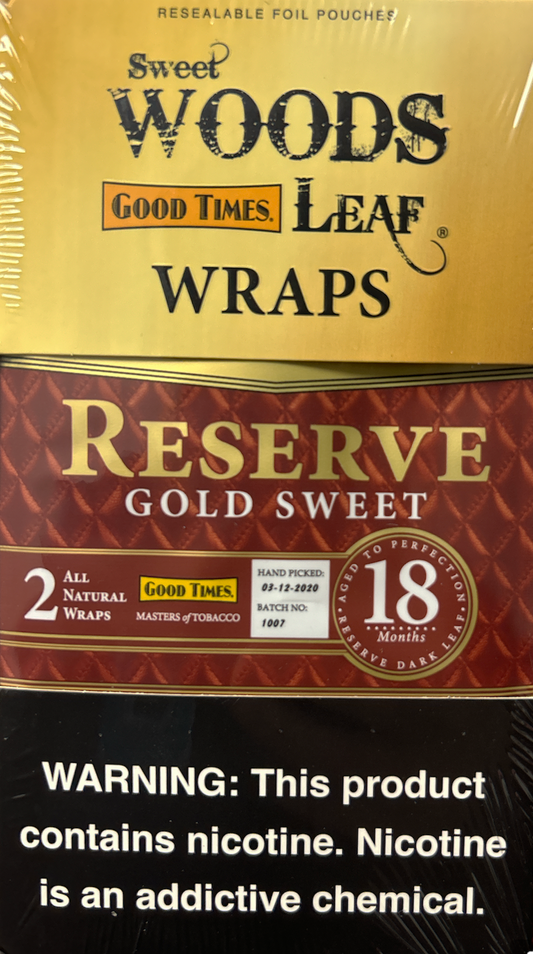 RESEALABLE FOIL POUCHES
Sweet
WOODS
GOOD TIMES® LEAF®
WRAPS
RESERVE
GOLD SWEET
2 ALL
NATURAL
WRAPS
GOOD TIMES®
MASTERS of TOBACCO
HAND PICKED:
03-12-2020
BATCH NO:
1007
AGED TO PERFECTION
18
Months
RESERVE DARK LEAF
WARNING: This product
contains nicotine. Nicotine
is an addictive chemical.